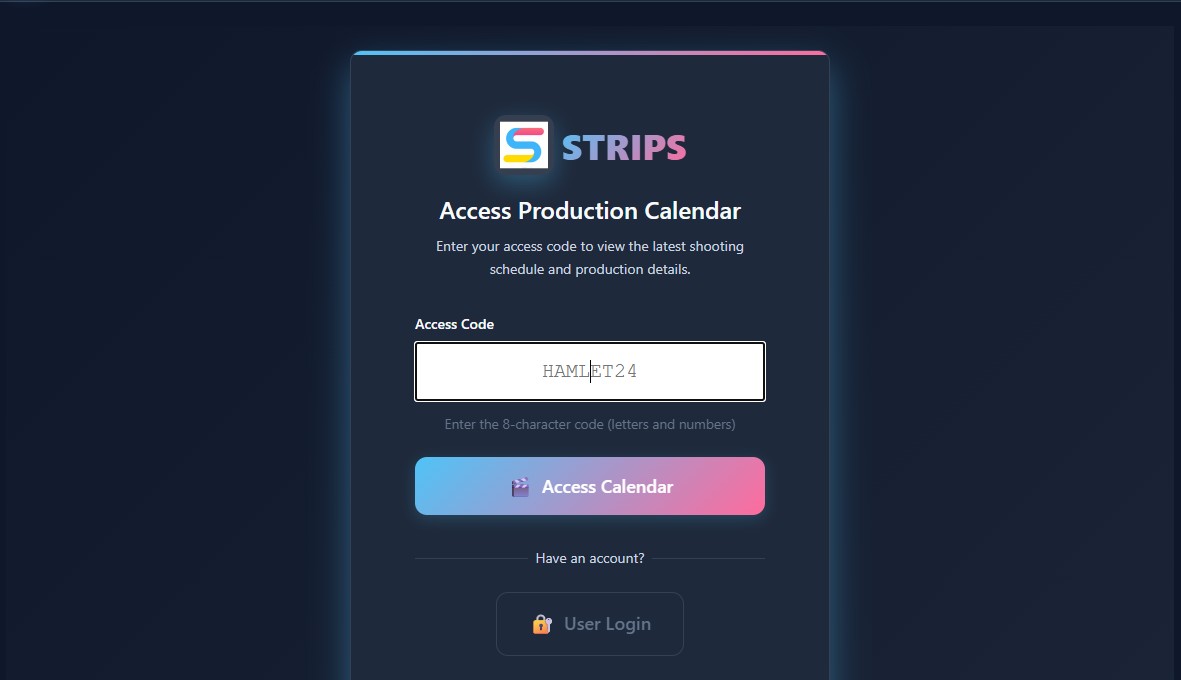 STRIPS
Access Production Calendar
Enter your access code to view the latest shooting
schedule and production details.
Access Code
HAMLET24
Enter the 8-character code (letters and numbers)
Access Calendar
Have an account?
User Login